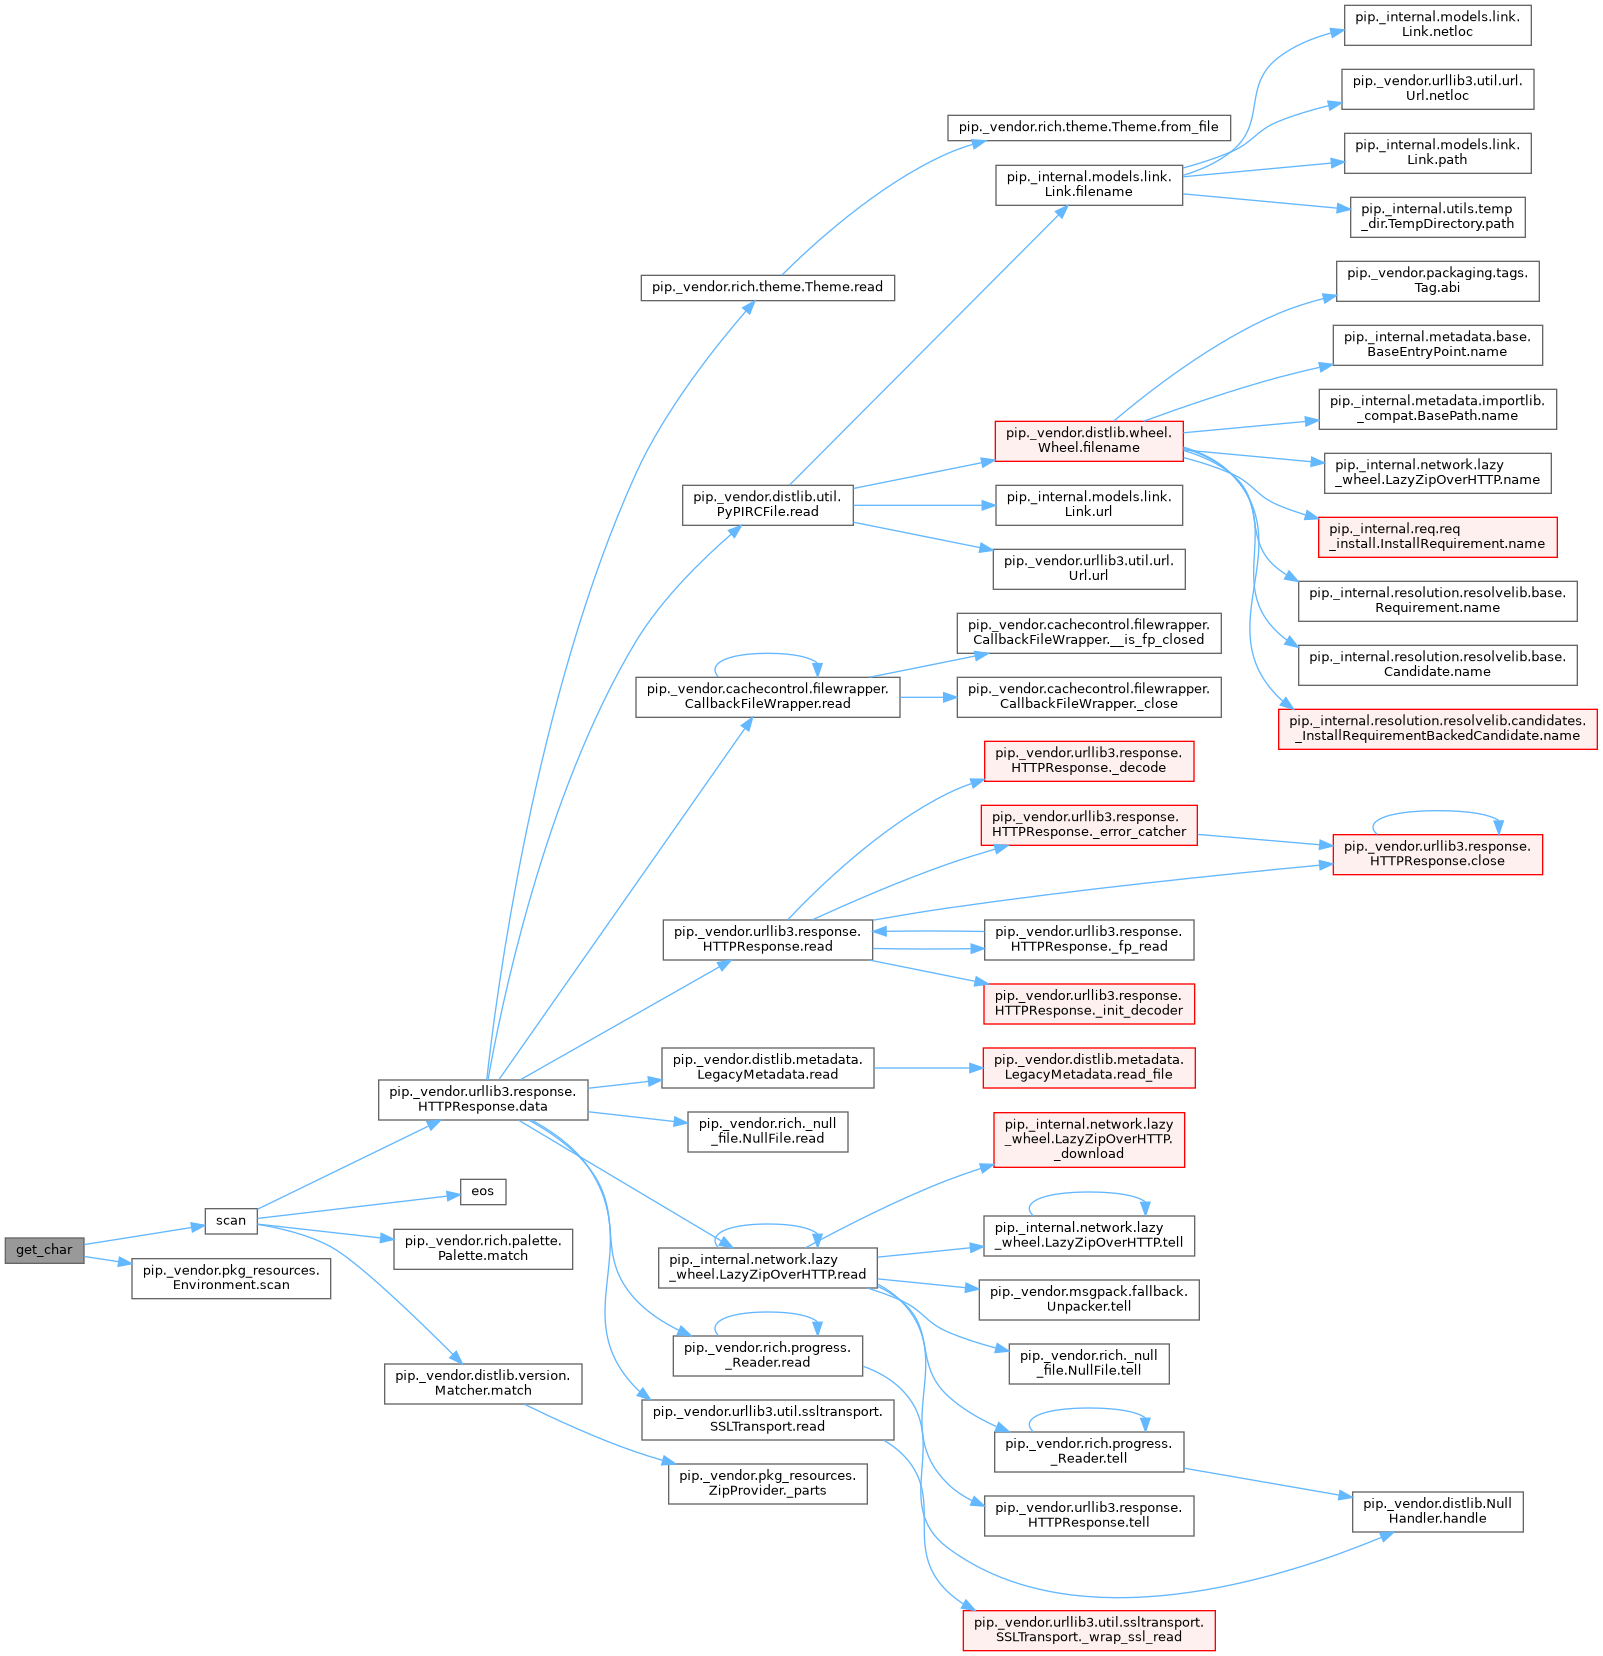 get_char
scan
pip._vendor.pkg_resources.
Environment.scan
pip._vendor.urllib3.response.
HTTPResponse.data
eos
pip._vendor.rich.palette.
Palette.match
pip._vendor.distlib.version.
Matcher.match
pip._vendor.rich.theme.Theme.read
pip._vendor.distlib.util.
PyPIRCFile.read
pip._vendor.cachecontrol.filewrapper.
CallbackFileWrapper.read
pip._vendor.urllib3.response.
HTTPResponse.read
pip._vendor.distlib.metadata.
LegacyMetadata.read
pip._vendor.rich._null
_file.NullFile.read
pip._internal.network.lazy
_wheel.LazyZipOverHTTP.read
pip._vendor.rich.progress.
_Reader.read
pip._vendor.urllib3.util.ssltransport.
SSLTransport.read
pip._vendor.pkg_resources.
ZipProvider._parts
pip._vendor.rich.theme.Theme.from_file
pip._internal.models.link.
Link.filename
pip._vendor.distlib.wheel.
Wheel.filename
pip._internal.models.link.
Link.url
pip._vendor.urllib3.util.url.
Url.url
pip._vendor.cachecontrol.filewrapper.
CallbackFileWrapper.__is_fp_closed
pip._vendor.cachecontrol.filewrapper.
CallbackFileWrapper._close
pip._vendor.urllib3.response.
HTTPResponse._decode
pip._vendor.urllib3.response.
HTTPResponse._error_catcher
pip._vendor.urllib3.response.
HTTPResponse._fp_read
pip._vendor.urllib3.response.
HTTPResponse._init_decoder
pip._vendor.distlib.metadata.
LegacyMetadata.read_file
pip._internal.network.lazy
_wheel.LazyZipOverHTTP.
_download
pip._internal.network.lazy
_wheel.LazyZipOverHTTP.tell
pip._vendor.msgpack.fallback.
Unpacker.tell
pip._vendor.rich._null
_file.NullFile.tell
pip._vendor.rich.progress.
_Reader.tell
pip._vendor.urllib3.response.
HTTPResponse.tell
pip._vendor.urllib3.util.ssltransport.
SSLTransport._wrap_ssl_read
pip._internal.models.link.
Link.netloc
pip._vendor.urllib3.util.url.
Url.netloc
pip._internal.models.link.
Link.path
pip._internal.utils.temp
_dir.TempDirectory.path
pip._vendor.packaging.tags.
Tag.abi
pip._internal.metadata.base.
BaseEntryPoint.name
pip._internal.metadata.importlib.
_compat.BasePath.name
pip._internal.network.lazy
_wheel.LazyZipOverHTTP.name
pip._internal.req.req
_install.InstallRequirement.name
pip._internal.resolution.resolvelib.base.
Requirement.name
pip._internal.resolution.resolvelib.base.
Candidate.name
pip._internal.resolution.resolvelib.candidates.
_InstallRequirementBackedCandidate.name
pip._vendor.urllib3.response.
HTTPResponse.close
pip._vendor.distlib.Null
Handler.handle